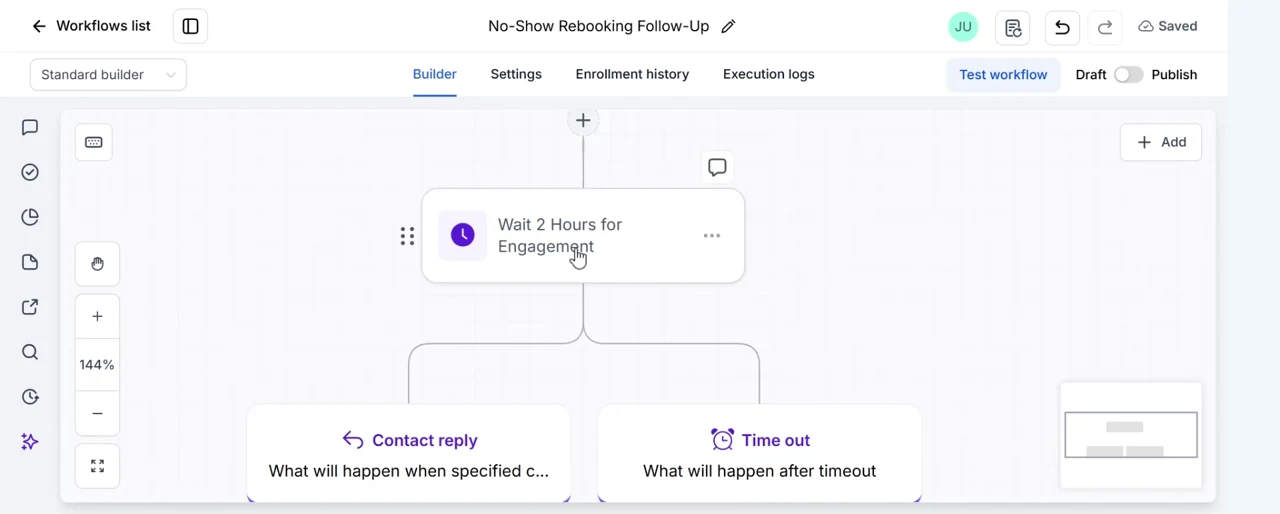 Workflows list
No-Show Rebooking Follow-Up
JU
Saved
Standard builder
Builder
Settings
Enrollment history
Execution logs
Test workflow
Draft
Publish
Add
Wait 2 Hours for
Engagement
144%
Contact reply
What will happen when specified c...
Time out
What will happen after timeout